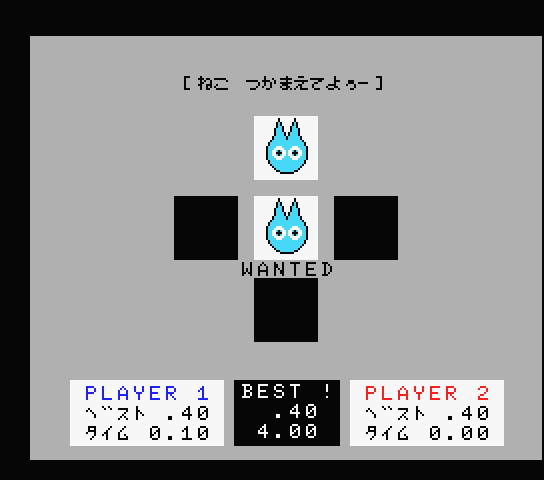 [ ねこ つかまえてよぅー ]
WANTED
PLAYER 1
ベスト .40
タイム 0.10
BEST !
.40
4.00
PLAYER 2
ベスト .40
タイム 0.00